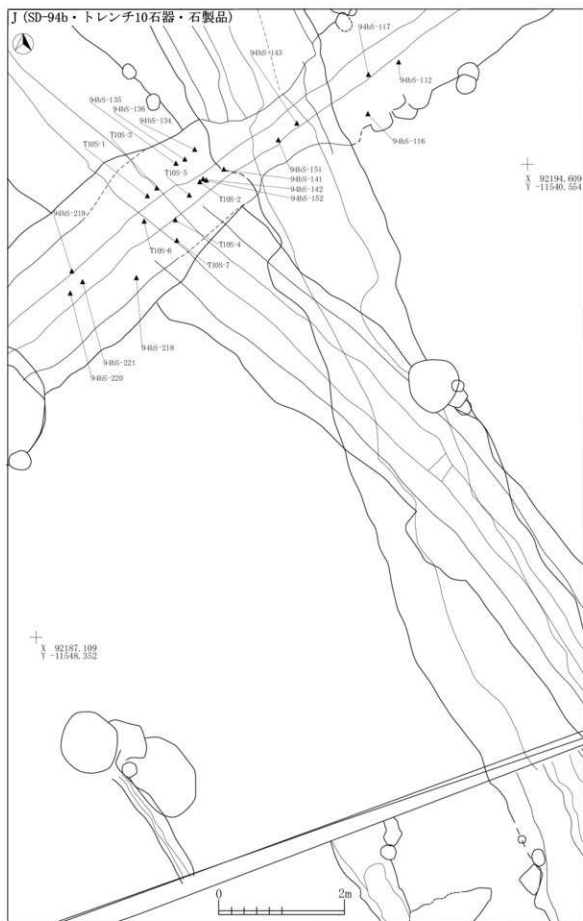 J (SD-94b・トレンチ10石器・石製品)
94bS-117
94bS-143
94bS-112
94bS-135
94bS-136
94bS-134
94bS-116
T10S-3
T10S-1
T10S-5
94bS-151
94bS-141
94bS-142
94bS-152
X 92194.609
Y -11540.554
T10S-2
94bS-219
T10S-4
T10S-6
T10S-7
94bS-218
94bS-221
94bS-220
X 92187.109
Y -11548.352
0 2m